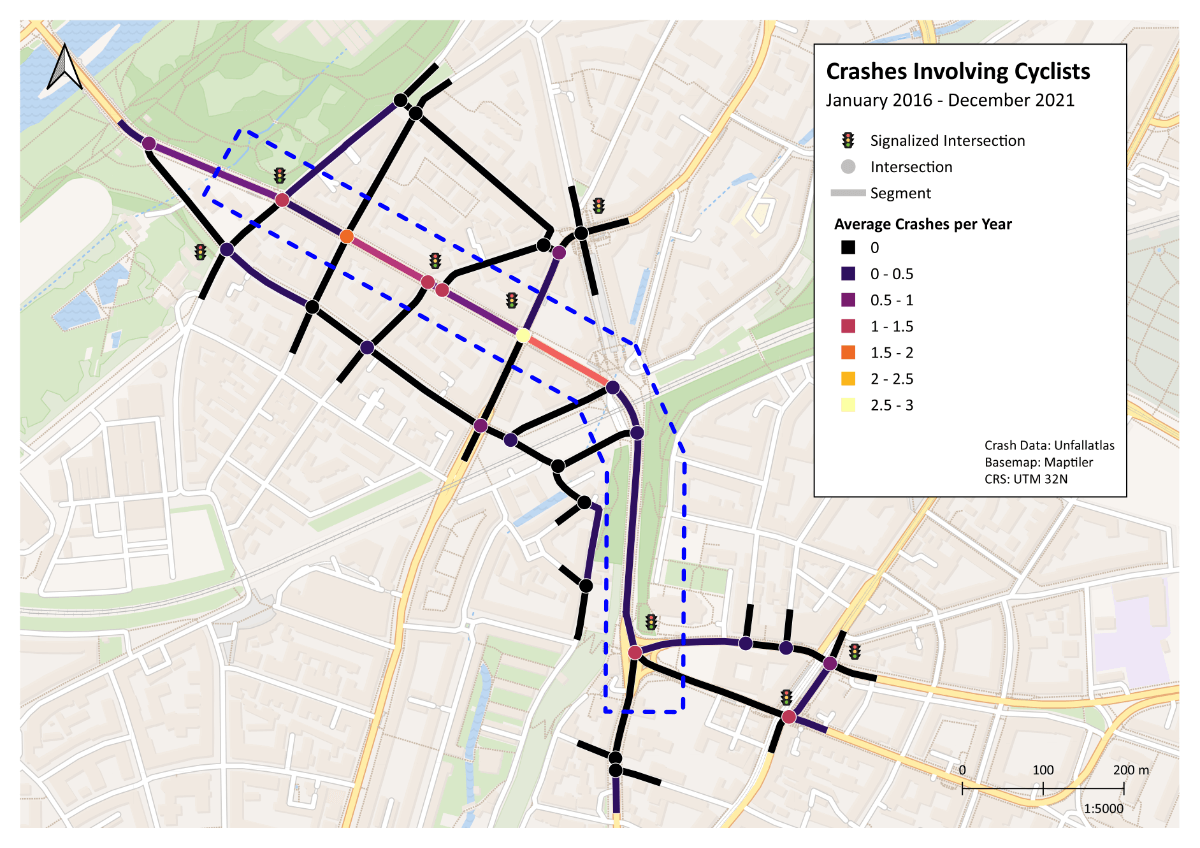 Crashes Involving Cyclists
January 2016 - December 2021
Signalized Intersection
Intersection
Segment
Average Crashes per Year
0
0 - 0.5
0.5 - 1
1 - 1.5
1.5 - 2
2 - 2.5
2.5 - 3
Crash Data: Unfallatlas
Basemap: Maptiler
CRS: UTM 32N
0 100 200 m
1:5000